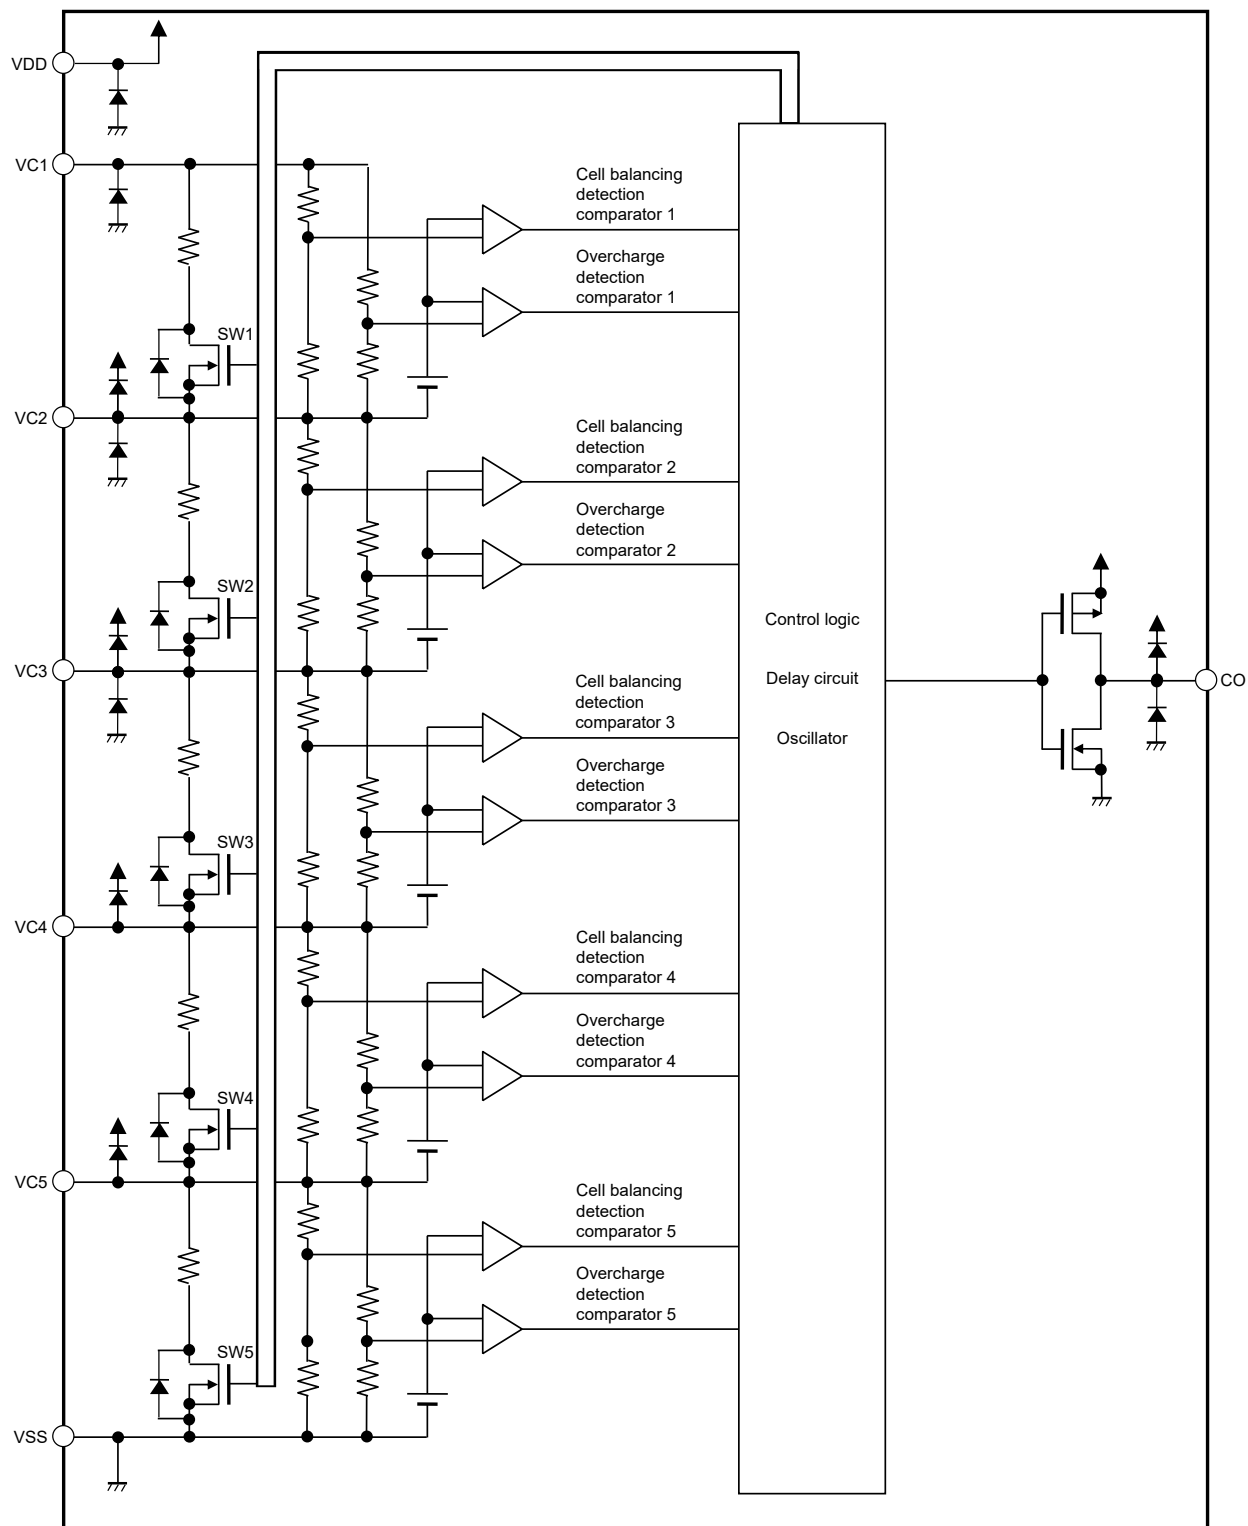 VDD
VC1
Cell balancing
detection
comparator 1
Overcharge
detection
comparator 1
SW1
VC2
Cell balancing
detection
comparator 2
Overcharge
detection
comparator 2
SW2
Control logic
VC3
Delay circuit
CO
Cell balancing
detection
comparator 3
Oscillator
Overcharge
detection
comparator 3
SW3
VC4
Cell balancing
detection
comparator 4
Overcharge
detection
comparator 4
SW4
VC5
Cell balancing
detection
comparator 5
Overcharge
detection
comparator 5
SW5
VSS